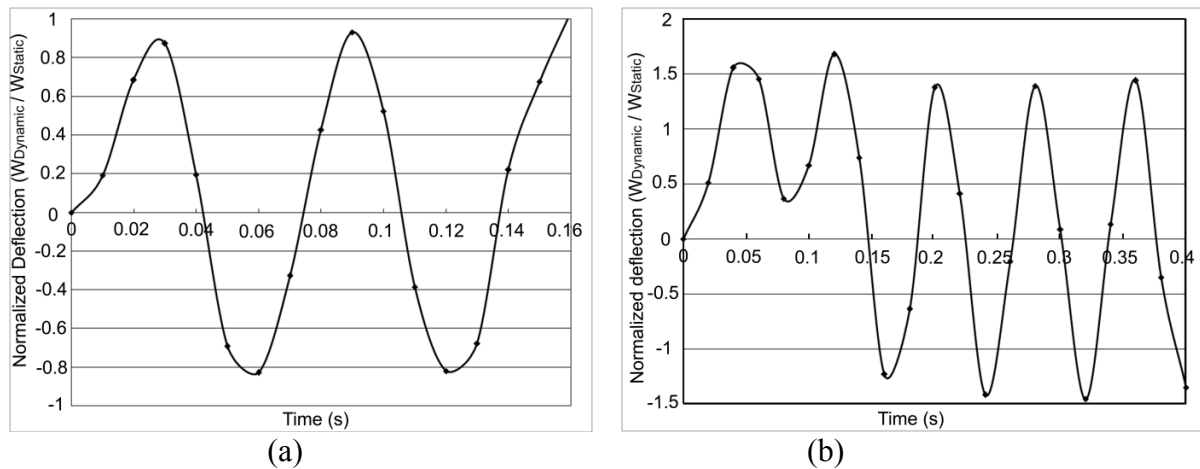 1
0.8
0.6
0.4
0.2
0
-0.2
-0.4
-0.6
-0.8
-1
0 0.02 0.04 0.06 0.08 0.1 0.12 0.14 0.16
Normalized Deflection (WDynamic / WStatic)
Time (s)
(a)
2
1.5
1
0.5
0
-0.5
-1
-1.5
0 0.05 0.1 0.15 0.2 0.25 0.3 0.35 0.4
Normalized deflection (WDynamic / WStatic)
Time (s)
(b)